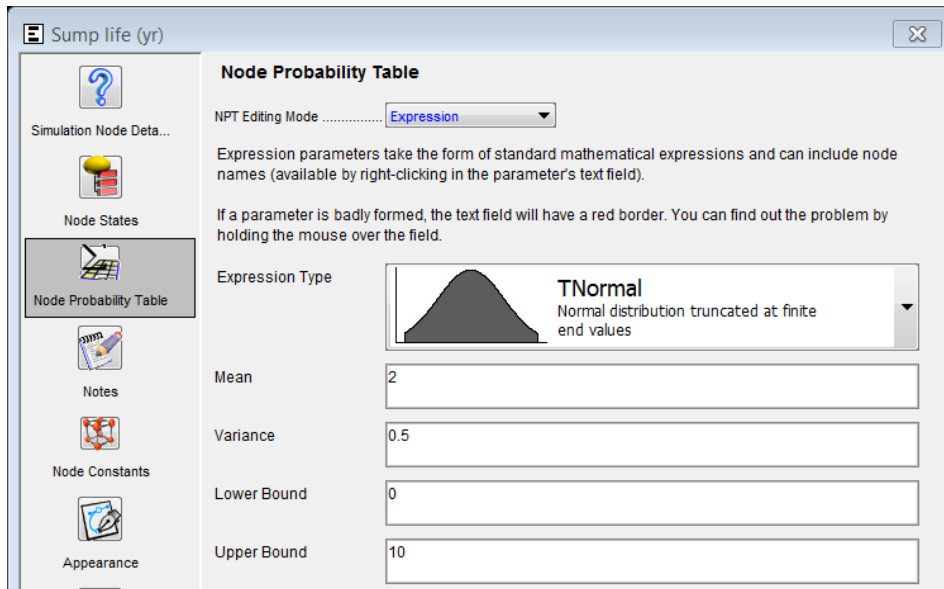 Sump life (yr)
Simulation Node Deta...
Node States
Node Probability Table
Notes
Node Constants
Appearance
Node Probability Table
NPT Editing Mode ................ Expression
Expression parameters take the form of standard mathematical expressions and can include node
names (available by right-clicking in the parameter's text field).
If a parameter is badly formed, the text field will have a red border. You can find out the problem by
holding the mouse over the field.
Expression Type
TNormal
Normal distribution truncated at finite
end values
Mean 2
Variance 0.5
Lower Bound 0
Upper Bound 10